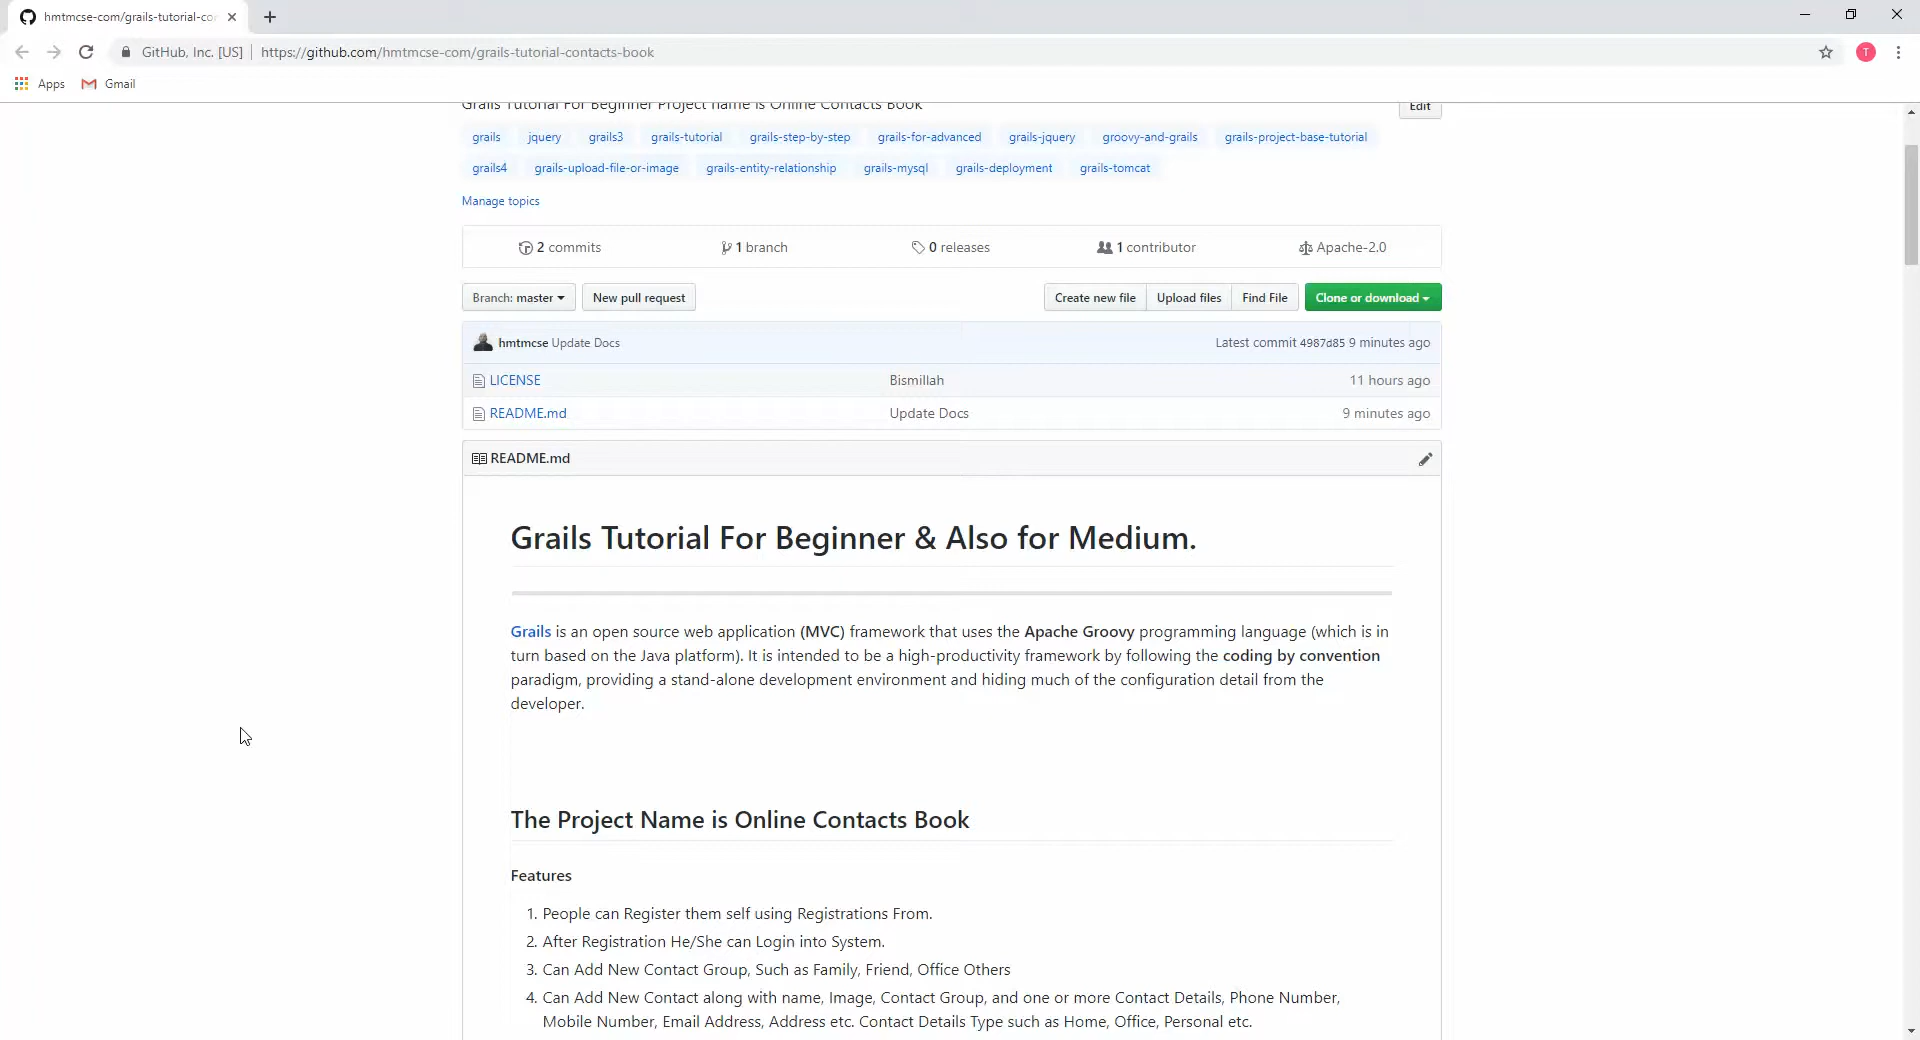 hmtmcse-com/grails-tutorial-co
GitHub, Inc. [US] https://github.com/hmtmcse-com/grails-tutorial-contacts-book
T
Apps Gmail
Grails Tutorial For Beginner Project name is Online Contacts Book Edit
grails jquery grails3 grails-tutorial grails-step-by-step grails-for-advanced grails-jquery groovy-and-grails grails-project-base-tutorial
grails4 grails-upload-file-or-image grails-entity-relationship grails-mysql grails-deployment grails-tomcat
Manage topics
2 commits 1 branch 0 releases 1 contributor Apache-2.0
Branch: master New pull request Create new file Upload files Find File Clone or download
hmtmcse Update Docs Latest commit 4987d85 9 minutes ago
LICENSE Bismillah 11 hours ago
README.md Update Docs 9 minutes ago
README.md
Grails Tutorial For Beginner & Also for Medium.
Grails is an open source web application (MVC) framework that uses the Apache Groovy programming language (which is in
turn based on the Java platform). It is intended to be a high-productivity framework by following the coding by convention
paradigm, providing a stand-alone development environment and hiding much of the configuration detail from the
developer.
The Project Name is Online Contacts Book
Features
1. People can Register them self using Registrations From.
2. After Registration He/She can Login into System.
3. Can Add New Contact Group, Such as Family, Friend, Office Others
4. Can Add New Contact along with name, Image, Contact Group, and one or more Contact Details, Phone Number,
Mobile Number, Email Address, Address etc. Contact Details Type such as Home, Office, Personal etc.